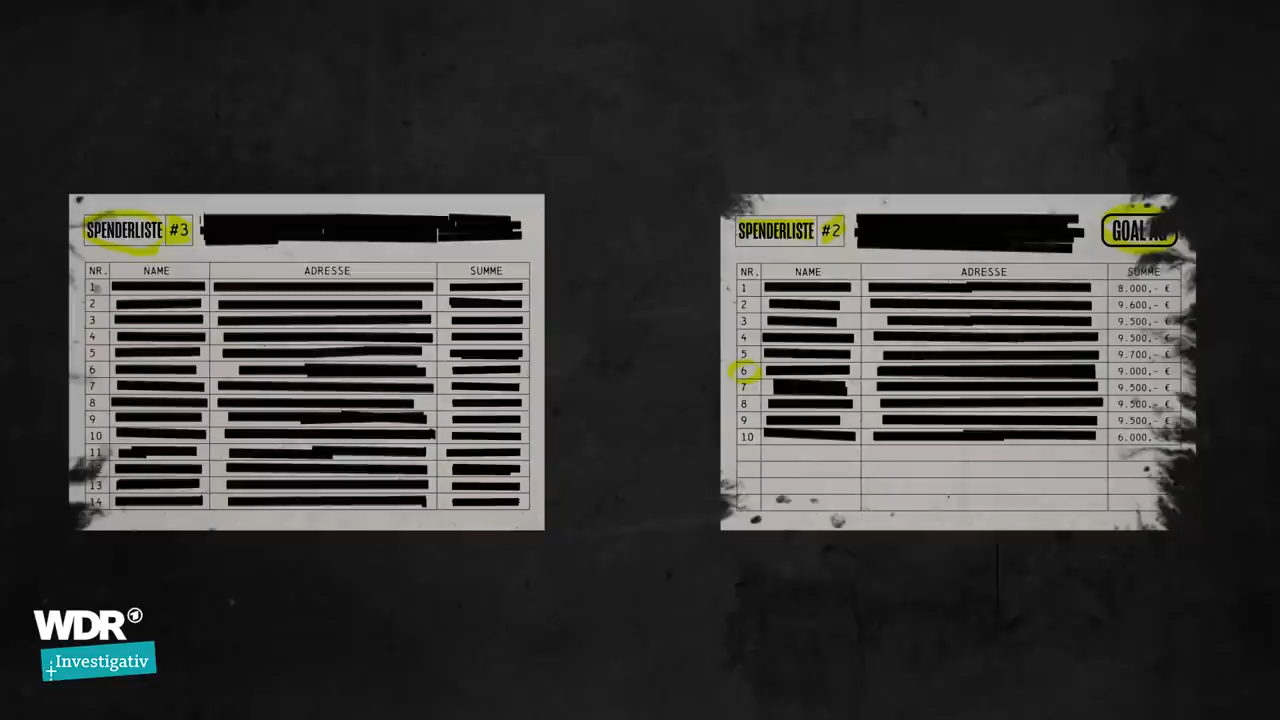 SPENDERLISTE #3
NR. NAME ADRESSE SUMME
1
2
3
4
5
6
7
8
9
10
11
13
14
SPENDERLISTE #2 GOAL AG
NR. NAME ADRESSE SUMME
1 8.000,- €
2 9.600,- €
3 9.500,- €
4 9.500,- €
5 9.700,- €
6 9.000,- €
7 9.500,- €
8 9.500,- €
9 9.500,- €
10 6.000,- €
WDR
Investigativ